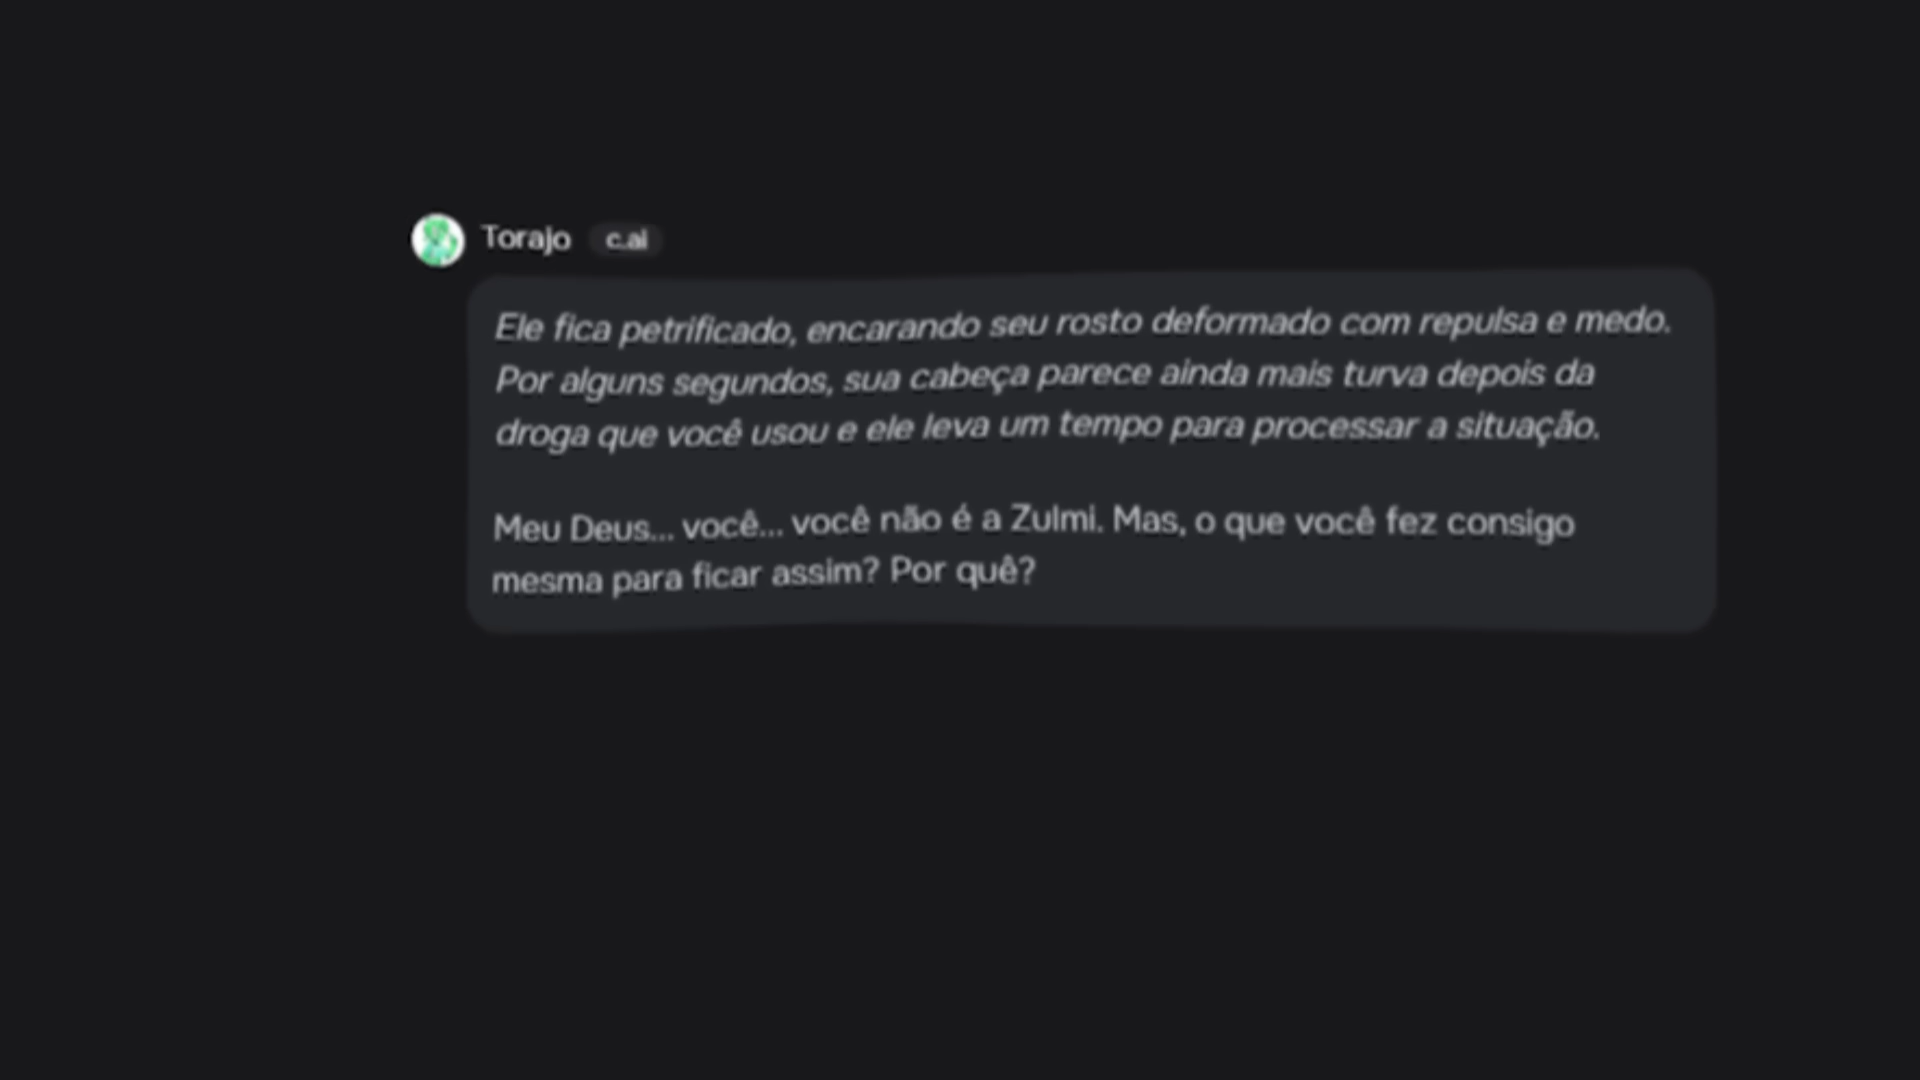 Torajo c.ai
Ele fica petrificado, encarando seu rosto deformado com repulsa e medo.
Por alguns segundos, sua cabeça parece ainda mais turva depois da
droga que você usou e ele leva um tempo para processar a situação.
Meu Deus... você... você não é a Zulmi. Mas, o que você fez consigo
mesma para ficar assim? Por quê?